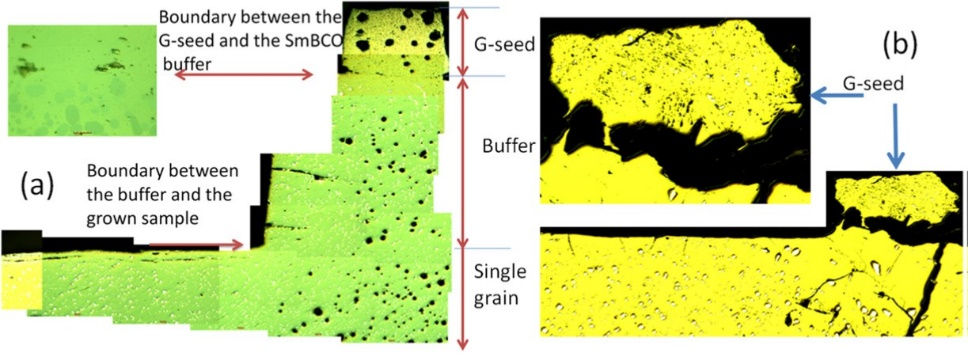 Boundary between the
G-seed and the SmBCO
buffer
G-seed
Buffer
(a)
Boundary between
the buffer and the
grown sample
Single
grain
(b)
G-seed